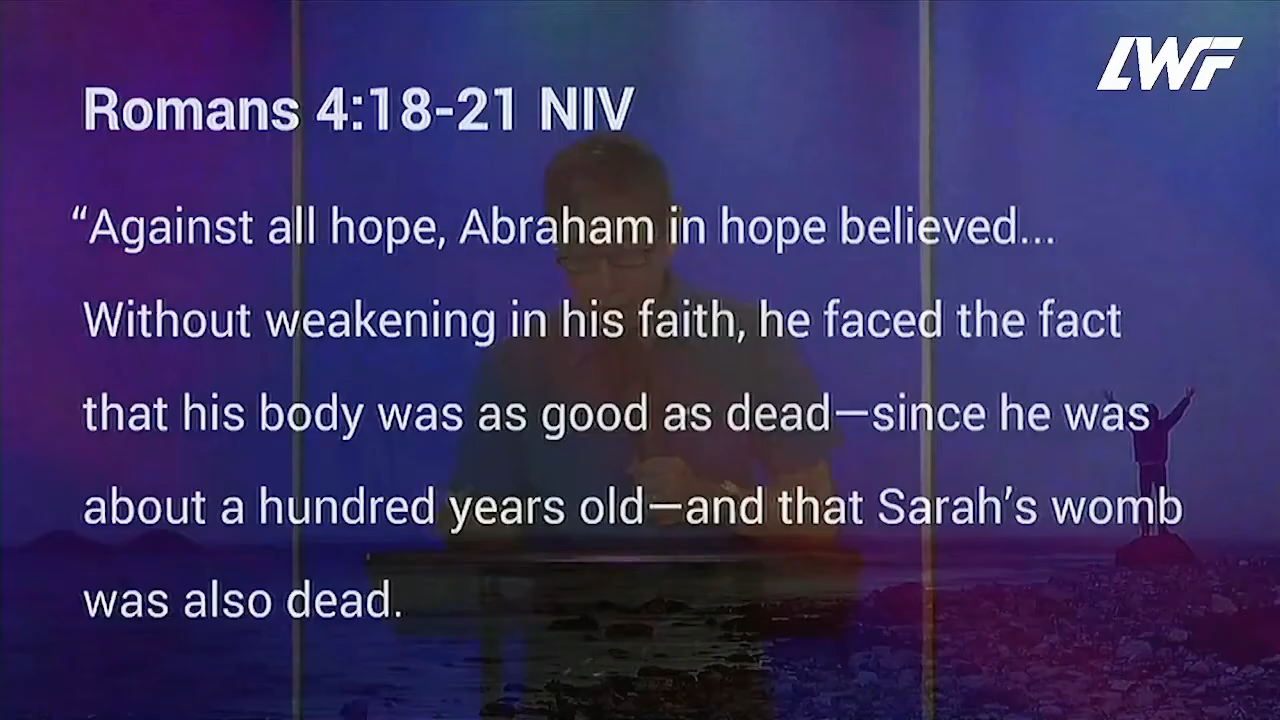 LWF
Romans 4:18-21 NIV
“Against all hope, Abraham in hope believed...
Without weakening in his faith, he faced the fact
that his body was as good as dead—since he was
about a hundred years old—and that Sarah’s womb
was also dead.